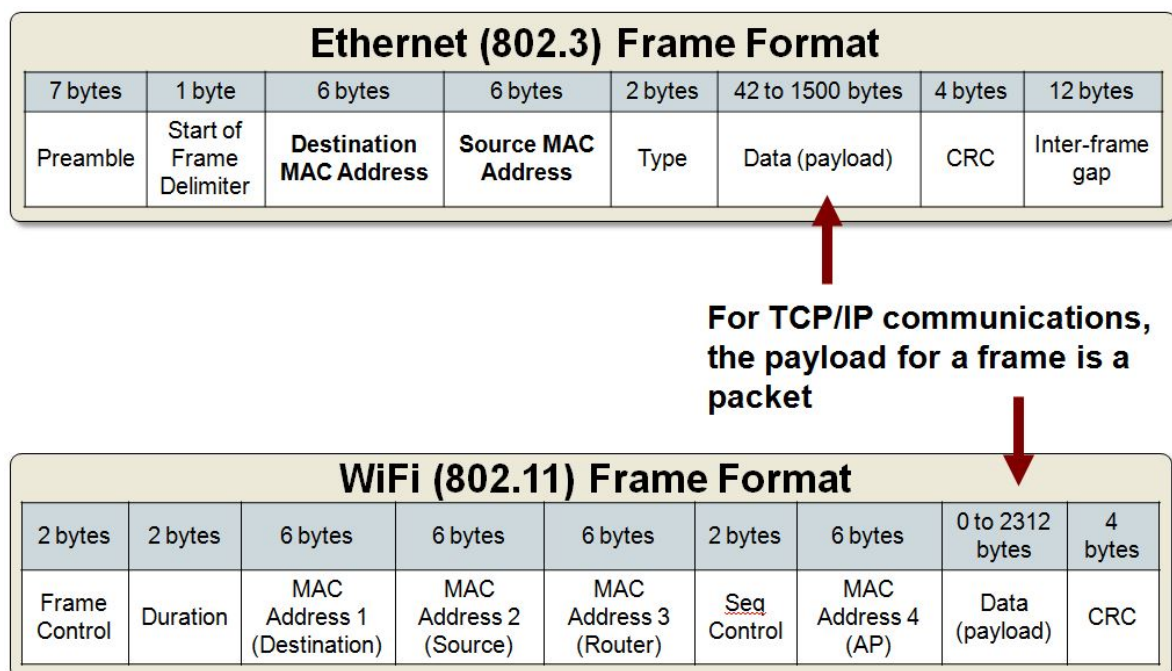 Ethernet (802.3) Frame Format
7 bytes 1 byte 6 bytes 6 bytes 2 bytes 42 to 1500 bytes 4 bytes 12 bytes
Preamble
Start of
Frame
Delimiter
Destination
MAC Address
Source MAC
Address
Type
Data (payload)
CRC
Inter-frame
gap
For TCP/IP communications,
the payload for a frame is a
packet
WiFi (802.11) Frame Format
2 bytes 2 bytes 6 bytes 6 bytes 6 bytes 2 bytes 6 bytes
0 to 2312
bytes
4
bytes
Frame
Control
Duration
MAC
Address 1
(Destination)
MAC
Address 2
(Source)
MAC
Address 3
(Router)
Seq
Control
MAC
Address 4
(AP)
Data
(payload)
CRC